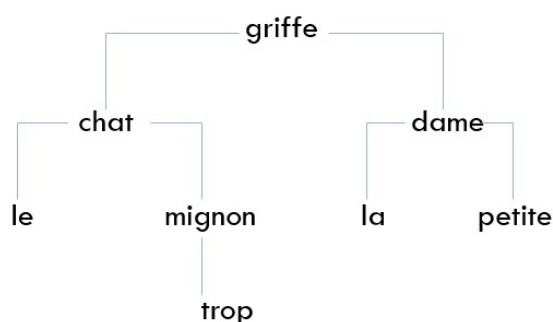 griffe
chat dame
le mignon la petite
trop